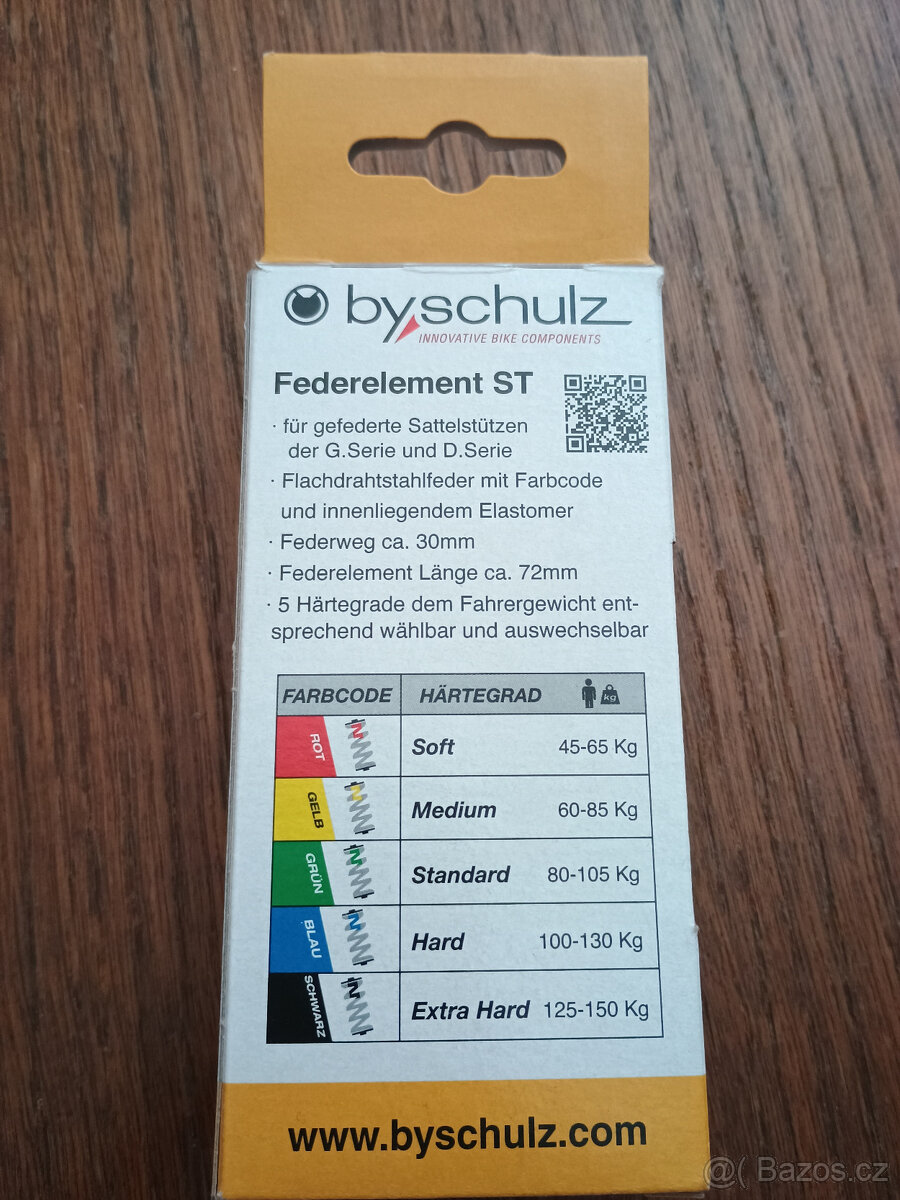 byschulz
INNOVATIVE BIKE COMPONENTS
Federelement ST
· für gefederte Sattelstützen
der G.Serie und D.Serie
· Flachdrahtstahlfeder mit Farbcode
und innenliegendem Elastomer
· Federweg ca. 30mm
· Federelement Länge ca. 72mm
· 5 Härtegrade dem Fahrergewicht ent-
sprechend wählbar und auswechselbar
FARBCODE HÄRTEGRAD kg
ROT Soft 45-65 Kg
GELB Medium 60-85 Kg
GRÜN Standard 80-105 Kg
BLAU Hard 100-130 Kg
SCHWARZ Extra Hard 125-150 Kg
www.byschulz.com
@( Bazos.cz